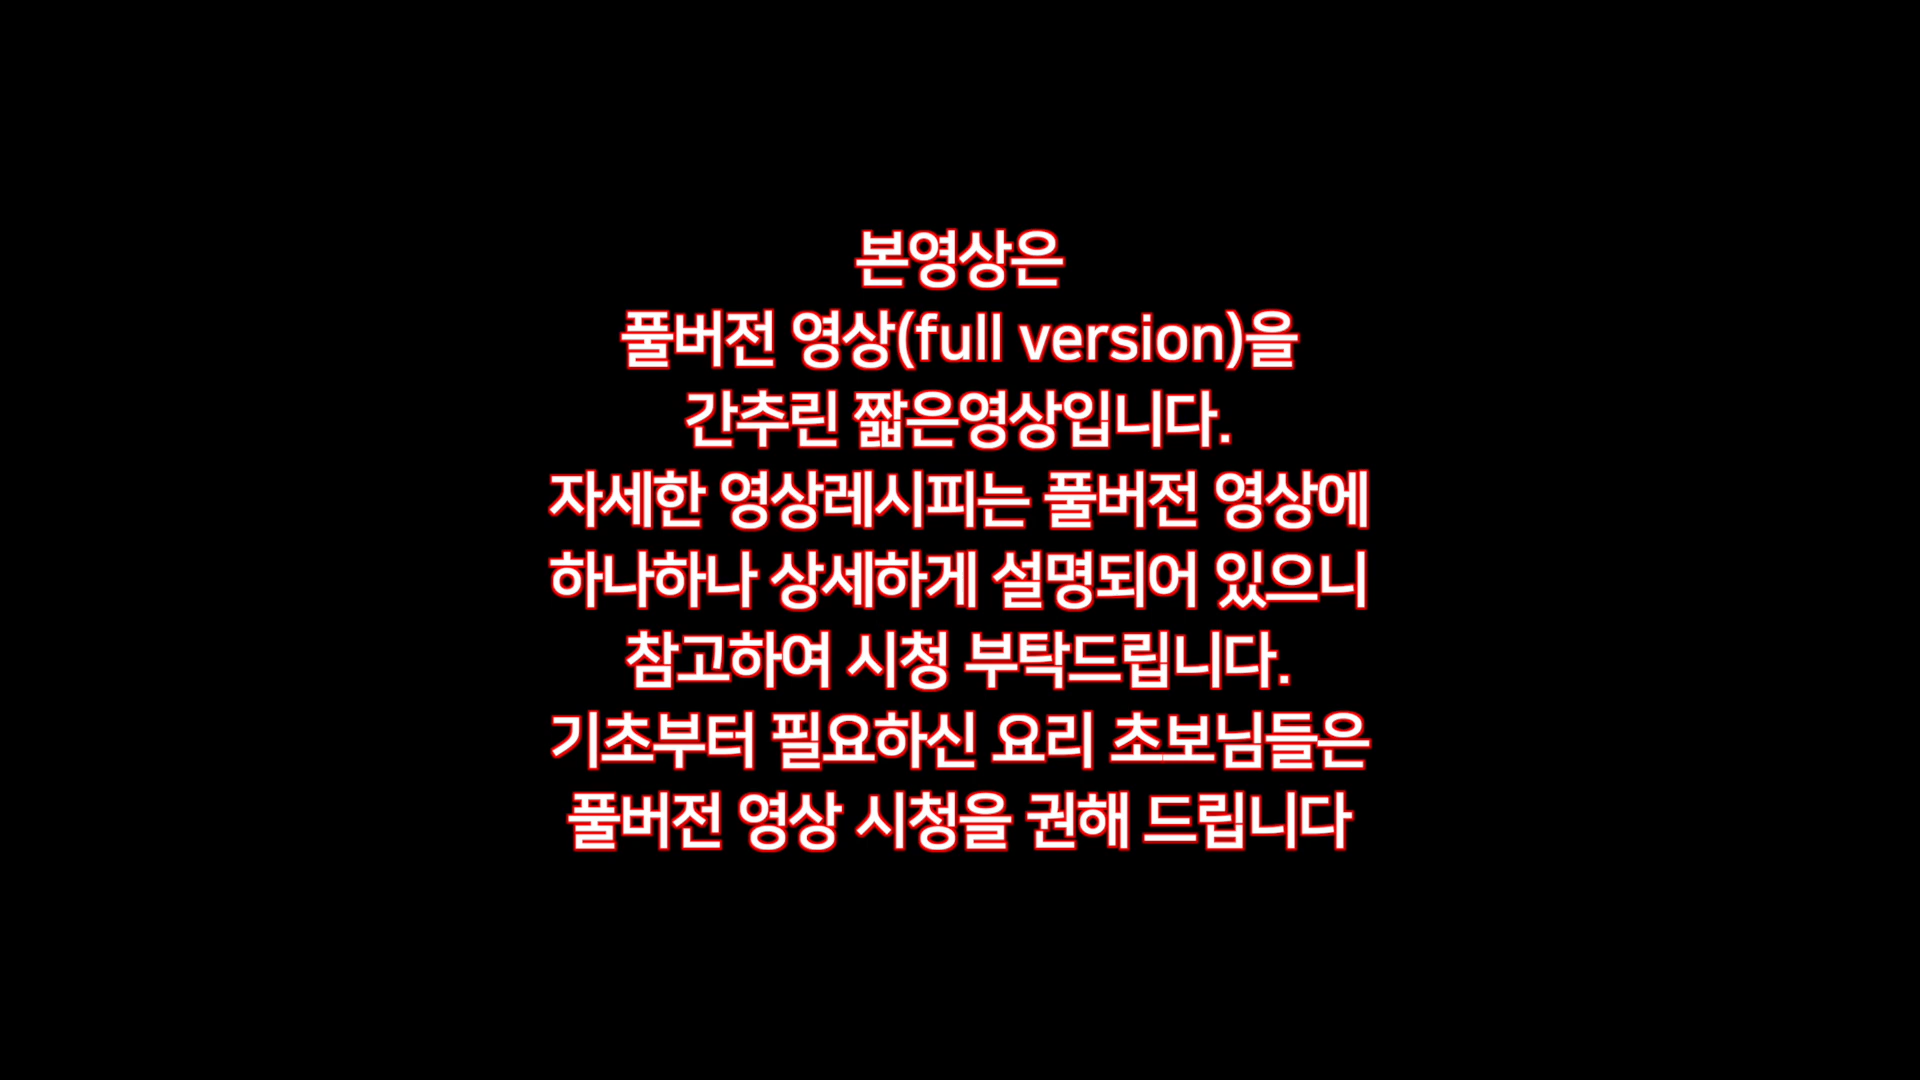 본영상은
풀버전 영상(full version)을
간추린 짧은영상입니다.
자세한 영상레시피는 풀버전 영상에
하나하나 상세하게 설명되어 있으니
참고하여 시청 부탁드립니다.
기초부터 필요하신 요리 초보님들은
풀버전 영상 시청을 권해 드립니다